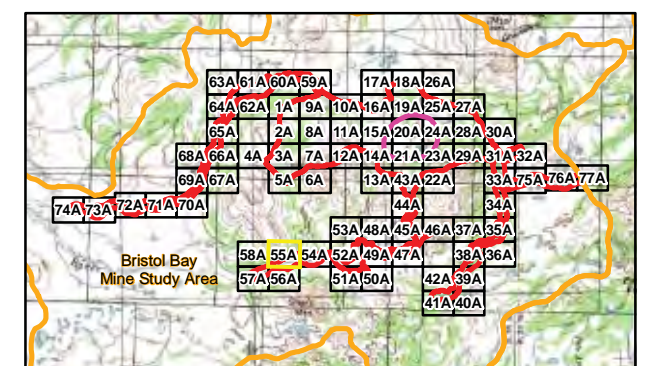 63A 61A 60A 59A 17A 18A 26A
64A 62A 1A 9A 10A 16A 19A 25A 27A
65A 2A 8A 11A 15A 20A 24A 28A 30A
68A 66A 4A 3A 7A 12A 14A 21A 23A 29A 31A 32A
69A 67A 5A 6A 13A 43A 22A 33A 75A 76A 77A
74A 73A 72A 71A 70A 44A 34A
53A 48A 45A 46A 37A 35A
58A 55A 54A 52A 49A 47A 38A 36A
Bristol Bay
Mine Study Area
57A 56A 51A 50A 42A 39A
41A 40A